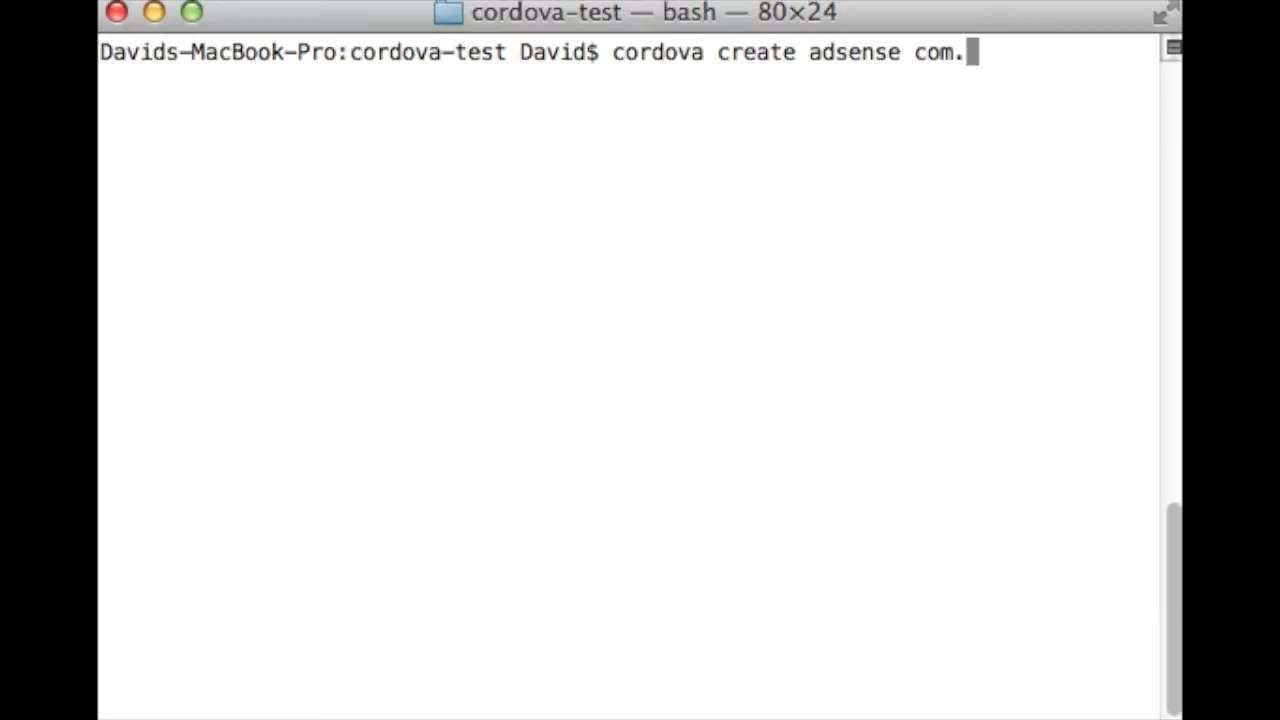 cordova-test — bash — 80×24
Davids-MacBook-Pro:cordova-test David$ cordova create adsense com.